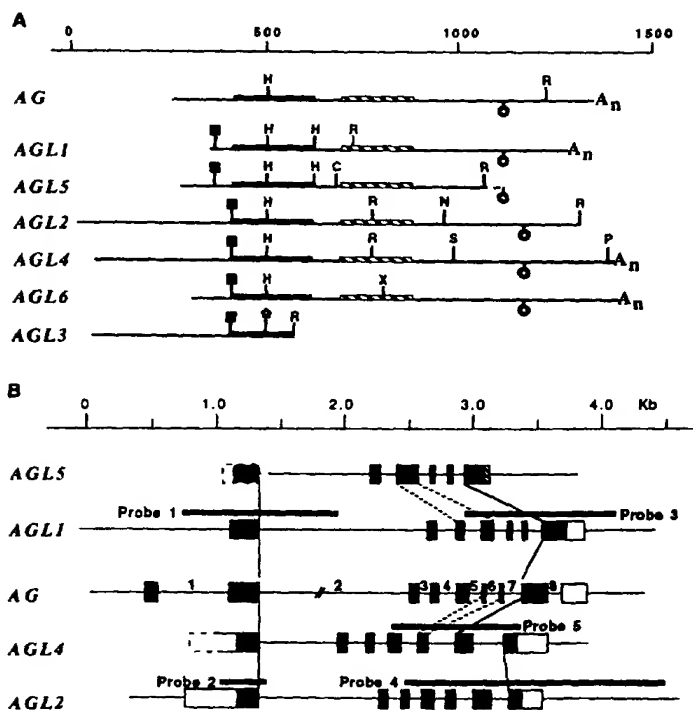 A
0 500 1000 1500
H R
AG An
H H R
AGL1 An
H H C R
AGL5
H R N R
AGL2
H R S P
AGL4 An
H X
AGL6 An
R
AGL3
B
0 1.0 2.0 3.0 4.0 Kb
AGL5
Probe 1 Probe 3
AGL1
1 2 3 4 5 6 7 8
AG
Probe 5
AGL4
Probe 2 Probe 4
AGL2